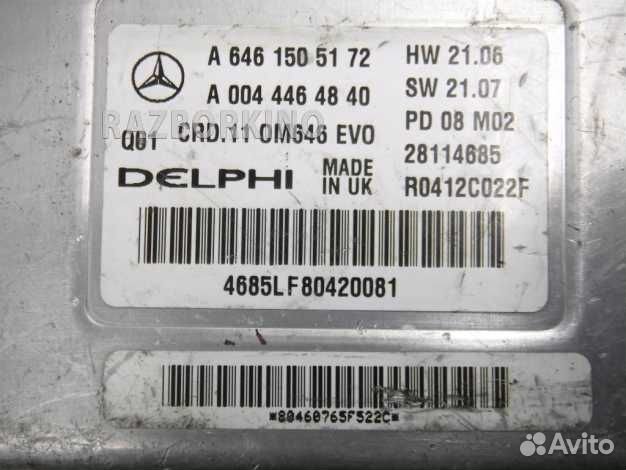 A 646 150 51 72 HW 21.06
A 004 446 48 40 SW 21.07
RAZBORKINO
Q01 CRD.11 OM646 EVO PD 08 M02
28114685
DELPHI MADE IN UK R0412C022F
4685LF80420081
*80460765F522C*
Avito